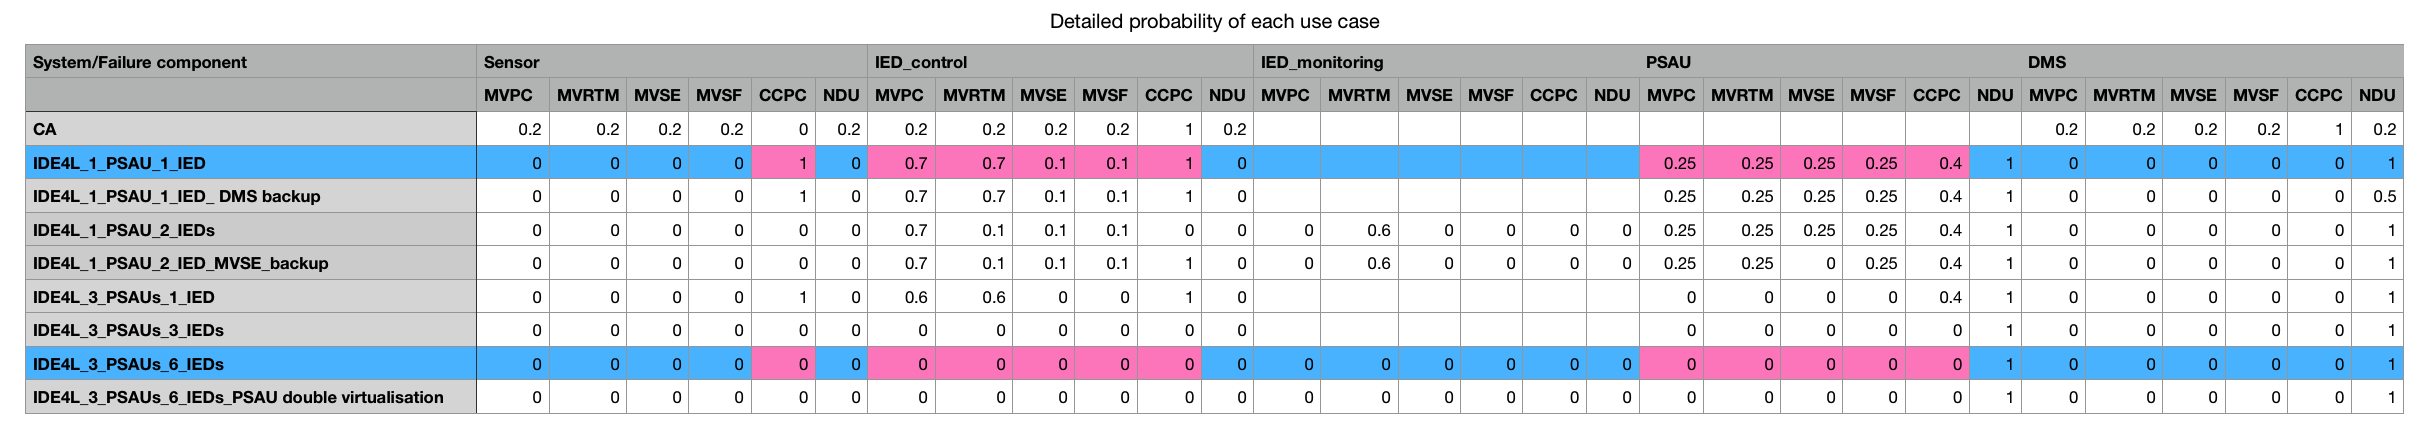 Detailed probability of each use case
System/Failure component Sensor IED_control IED_monitoring PSAU DMS
MVPC MVRTM MVSE MVSF CCPC NDU MVPC MVRTM MVSE MVSF CCPC NDU MVPC MVRTM MVSE MVSF CCPC NDU MVPC MVRTM MVSE MVSF CCPC NDU MVPC MVRTM MVSE MVSF CCPC NDU
CA 0.2 0.2 0.2 0.2 0 0.2 0.2 0.2 0.2 0.2 1 0.2 0.2 0.2 0.2 0.2 1 0.2
IDE4L_1_PSAU_1_IED 0 0 0 0 1 0 0.7 0.7 0.1 0.1 1 0 0.25 0.25 0.25 0.25 0.4 1 0 0 0 0 0 1
IDE4L_1_PSAU_1_IED_ DMS backup 0 0 0 0 1 0 0.7 0.7 0.1 0.1 1 0 0.25 0.25 0.25 0.25 0.4 1 0 0 0 0 0 0.5
IDE4L_1_PSAU_2_IEDs 0 0 0 0 0 0 0.7 0.1 0.1 0.1 0 0 0 0.6 0 0 0 0 0.25 0.25 0.25 0.25 0.4 1 0 0 0 0 0 1
IDE4L_1_PSAU_2_IED_MVSE_backup 0 0 0 0 0 0 0.7 0.1 0.1 0.1 1 0 0 0.6 0 0 0 0 0.25 0.25 0 0.25 0.4 1 0 0 0 0 0 1
IDE4L_3_PSAUs_1_IED 0 0 0 0 1 0 0.6 0.6 0 0 1 0 0 0 0 0 0.4 1 0 0 0 0 0 1
IDE4L_3_PSAUs_3_IEDs 0 0 0 0 0 0 0 0 0 0 0 0 0 0 0 0 0 1 0 0 0 0 0 1
IDE4L_3_PSAUs_6_IEDs 0 0 0 0 0 0 0 0 0 0 0 0 0 0 0 0 0 0 0 0 0 0 0 1 0 0 0 0 0 1
IDE4L_3_PSAUs_6_IEDs_PSAU double virtualisation 0 0 0 0 0 0 0 0 0 0 0 0 0 0 0 0 0 0 0 0 0 0 0 1 0 0 0 0 0 1